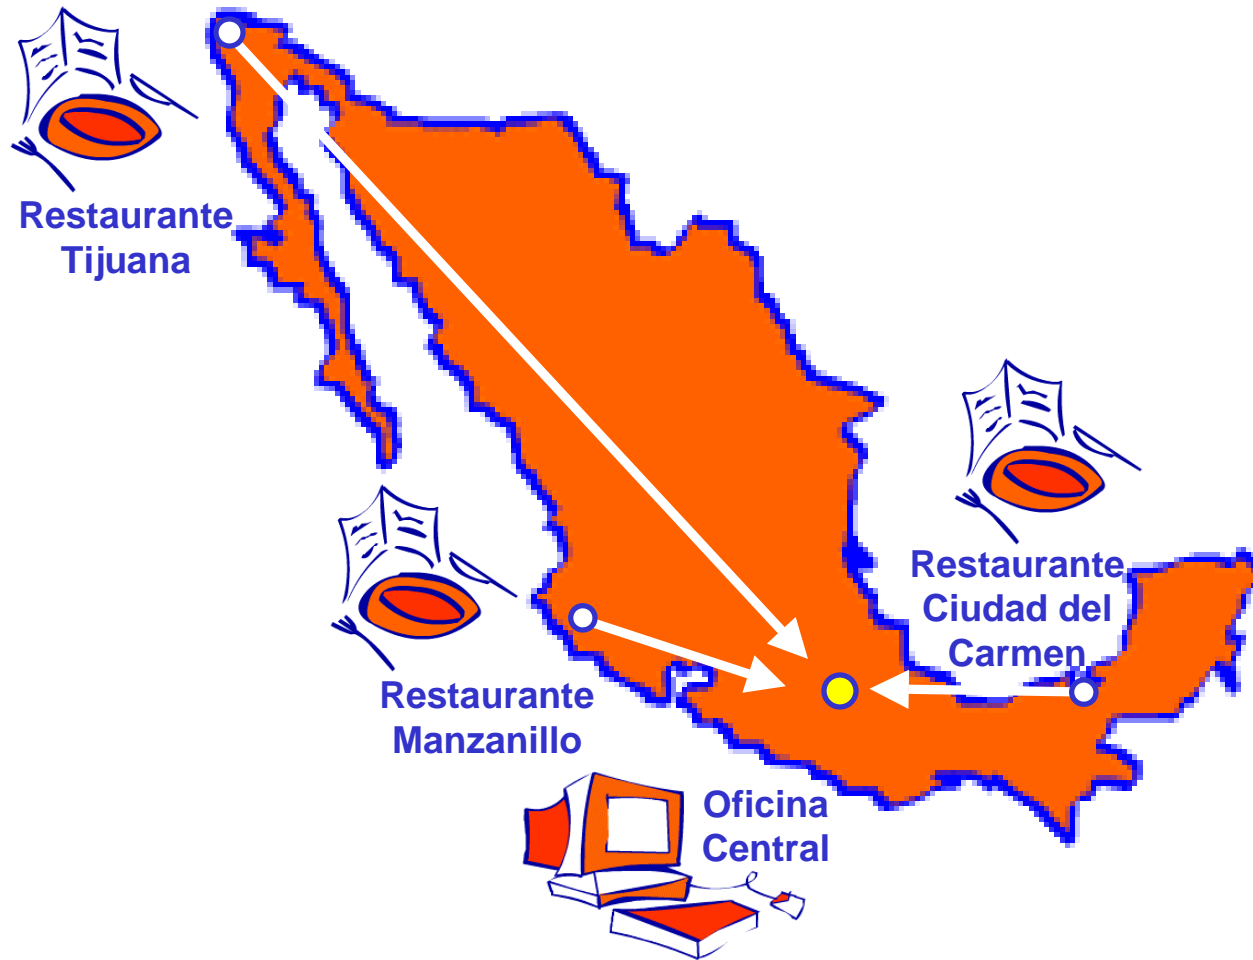 Restaurante
Tijuana
Restaurante
Ciudad del
Carmen
Restaurante
Manzanillo
Oficina
Central